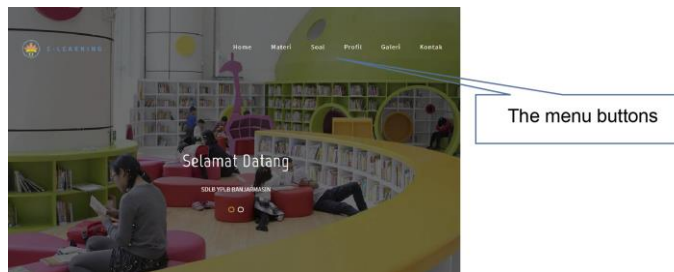 E-LEARNING
Home Materi Soal Profil Galeri Kontak
The menu buttons
Selamat Datang
SDLB YPLB BANJARMASIN